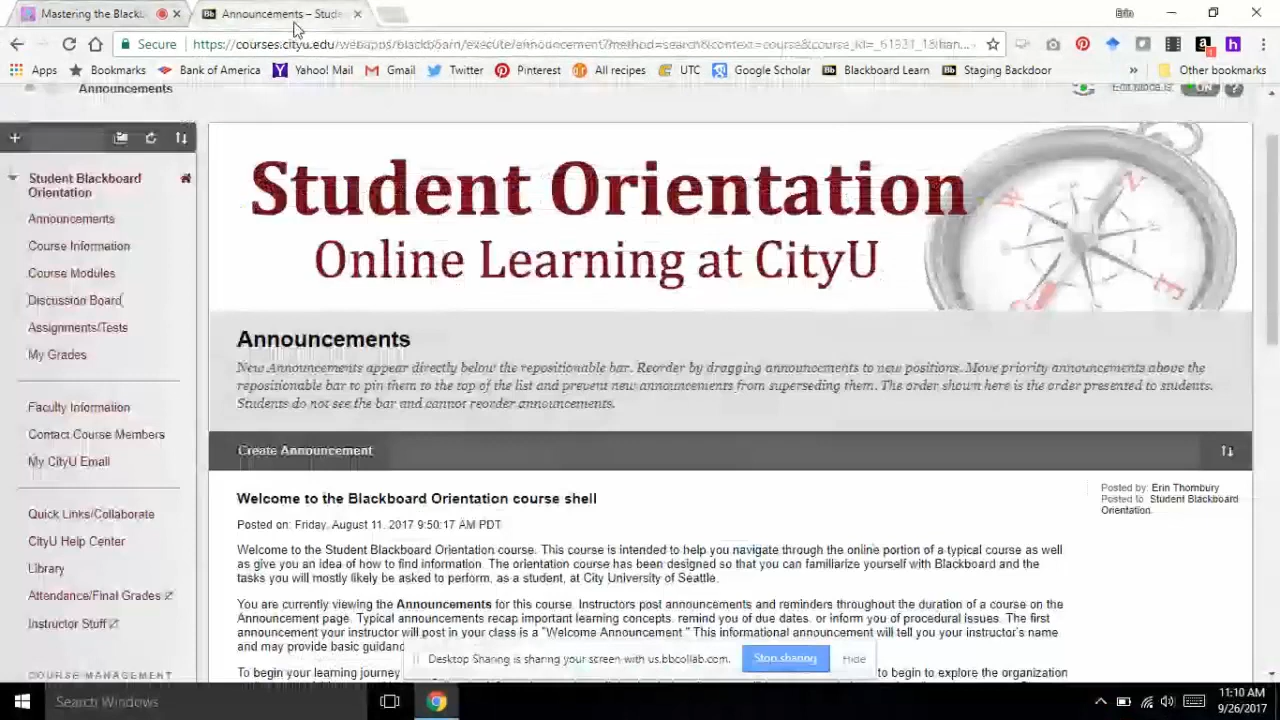 Mastering the Blackb
Announcements – Stude
Erin
Secure
https://courses.cityu.edu/webapps/blackboard/execute/announcement?method=search&context=course&course_id=_61931_1&han...
Apps
Bookmarks
Bank of America
Yahoo! Mail
Gmail
Twitter
Pinterest
All recipes
UTC
Google Scholar
Blackboard Learn
Staging Backdoor
»
Other bookmarks
Announcements
Edit Mode is:
ON
?
Student Blackboard
Orientation
Announcements
Course Information
Course Modules
Discussion Board
Assignments/Tests
My Grades
Faculty Information
Contact Course Members
My CityU Email
Quick Links/Collaborate
CityU Help Center
Library
Attendance/Final Grades
Instructor Stuff
COURSE MANAGEMENT
Student Orientation
Online Learning at CityU
W
N
E
Announcements
New Announcements appear directly below the repositionable bar. Reorder by dragging announcements to new positions. Move priority announcements above the
repositionable bar to pin them to the top of the list and prevent new announcements from superseding them. The order shown here is the order presented to students.
Students do not see the bar and cannot reorder announcements.
Create Announcement
Welcome to the Blackboard Orientation course shell
Posted on: Friday, August 11, 2017 9:50:17 AM PDT
Posted by: Erin Thornbury
Posted to: Student Blackboard
Orientation
Welcome to the Student Blackboard Orientation course. This course is intended to help you navigate through the online portion of a typical course as well
as give you an idea of how to find information. The orientation course has been designed so that you can familiarize yourself with Blackboard and the
tasks you will mostly likely be asked to perform, as a student, at City University of Seattle.
You are currently viewing the Announcements for this course. Instructors post announcements and reminders throughout the duration of a course on the
Announcement page. Typical announcements recap important learning concepts, remind you of due dates, or inform you of procedural issues. The first
announcement your instructor will post in your class is a "Welcome Announcement." This informational announcement will tell you your instructor's name
and may provide basic guidanc
To begin your learning journey
to begin to explore the organization
Desktop Sharing is sharing your screen with us.bbcollab.com.
Stop sharing
Hide
Search Windows
11:10 AM
9/26/2017